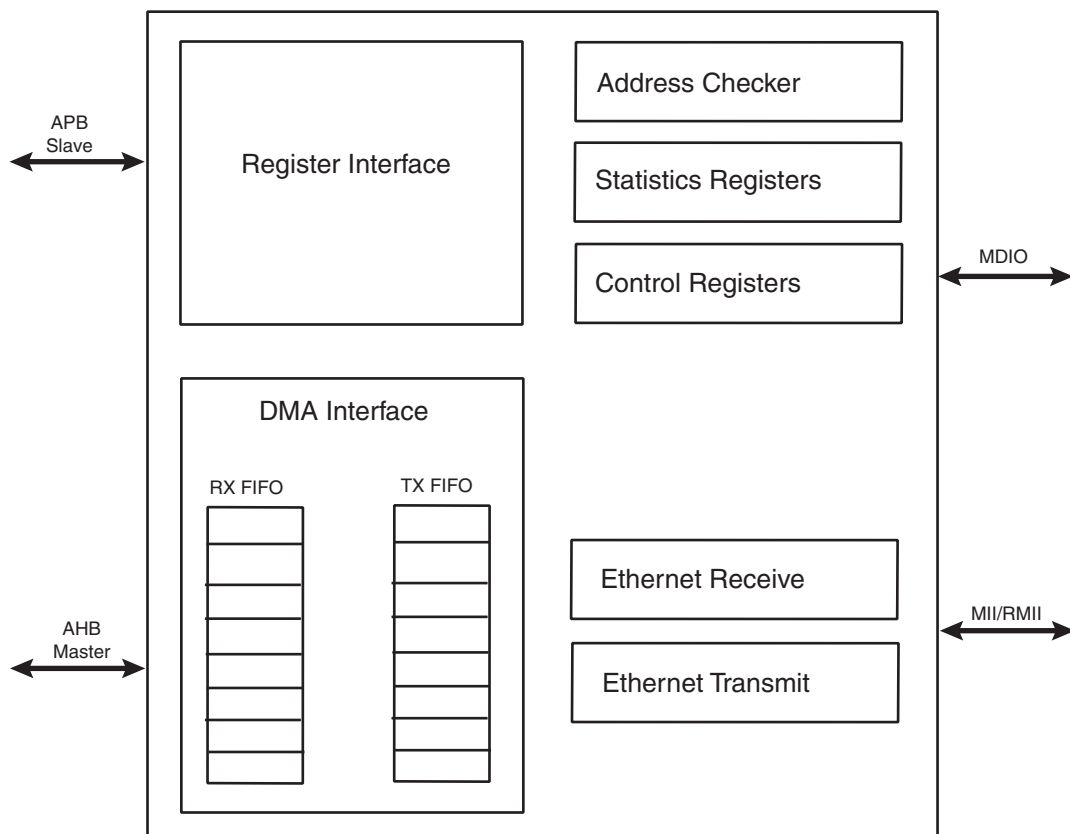 Address Checker
APB
Slave
Register Interface
Statistics Registers
MDIO
Control Registers
DMA Interface
RX FIFO
TX FIFO
Ethernet Receive
MII/RMII
AHB
Master
Ethernet Transmit